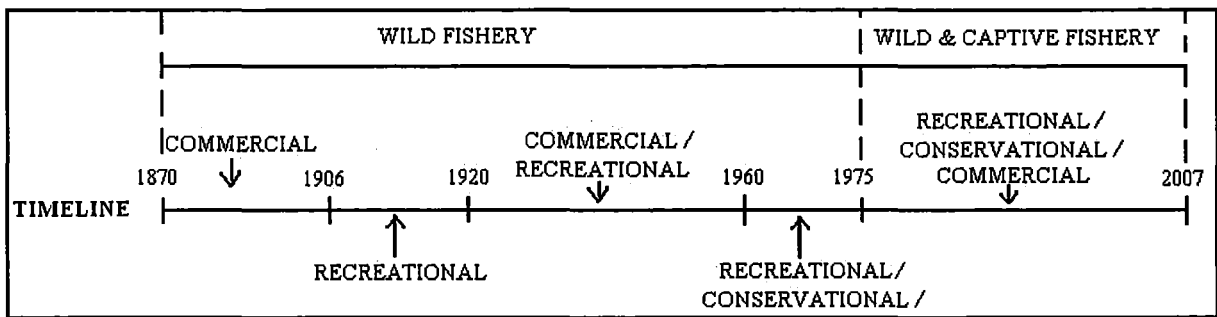 WILD FISHERY
WILD & CAPTIVE FISHERY
COMMERCIAL
COMMERCIAL /
RECREATIONAL
RECREATIONAL /
CONSERVATIONAL /
COMMERCIAL
1870
1906
1920
1960
1975
2007
TIMELINE
RECREATIONAL
RECREATIONAL/
CONSERVATIONAL /